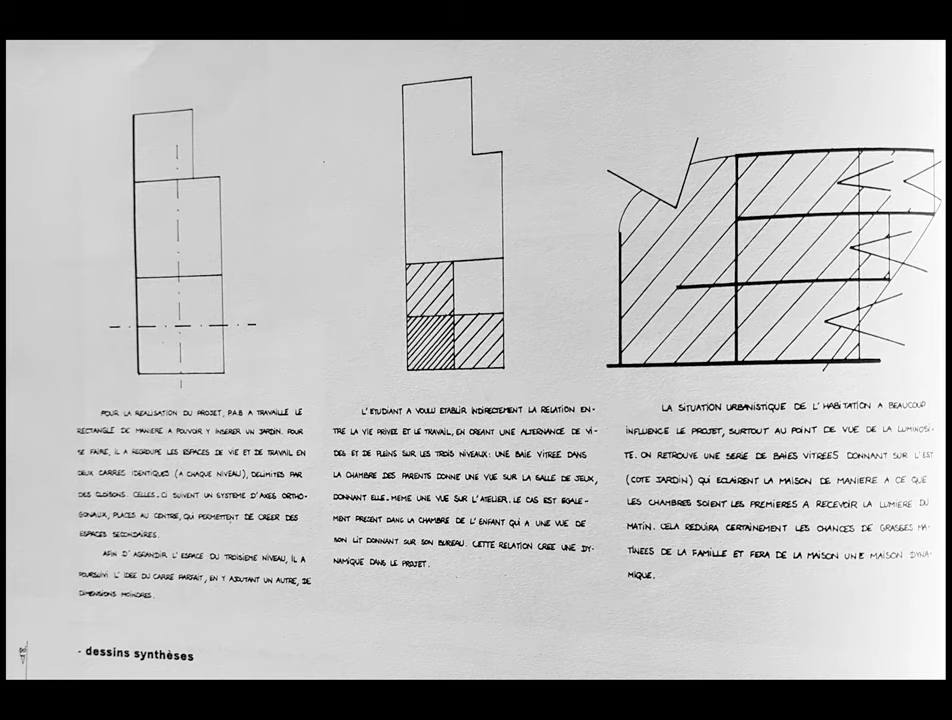 POUR LA REALISATION DU PROJET, P.A.B A TRAVAILLE LE
RECTANGLE DE MANIERE A POUVOIR Y INSERER UN JARDIN. POUR
SE FAIRE, IL A REGROUPE LES ESPACES DE VIE ET DE TRAVAIL EN
DEUX CARRES IDENTIQUES (A CHAQUE NIVEAU), DELIMITES PAR
DES CLOISONS. CELLES.CI SUIVENT UN SYSTEME D'AXES ORTHO-
GONAUX, PLACES AU CENTRE, QUI PERMETTENT DE CREER DES
ESPACES SECONDAIRES.
AFIN D'AGRANDIR L'ESPACE DU TROISIEME NIVEAU, IL A
POURSUIVI L'IDEE DU CARRE PARFAIT, EN Y AJOUTANT UN AUTRE, DE
DIMENSIONS MOINDRES.
L'ETUDIANT A VOULU ETABLIR INDIRECTEMENT LA RELATION EN-
TRE LA VIE PRIVEE ET LE TRAVAIL, EN CREANT UNE ALTERNANCE DE VI-
DES ET DE PLEINS SUR LES TROIS NIVEAUX: UNE BAIE VITREE DANS
LA CHAMBRE DES PARENTS DONNE UNE VUE SUR LA SALLE DE JEUX,
DONNANT ELLE.MEME UNE VUE SUR L'ATELIER. LE CAS EST EGALE-
MENT PRESENT DANS LA CHAMBRE DE L'ENFANT QUI A UNE VUE DE
SON LIT DONNANT SUR SON BUREAU. CETTE RELATION CREE UNE DY-
NAMIQUE DANS LE PROJET.
LA SITUATION URBANISTIQUE DE L'HABITATION A BEAUCOUP
INFLUENCE LE PROJET, SURTOUT AU POINT DE VUE DE LA LUMINOSI-
TE. ON RETROUVE UNE SERIE DE BAIES VITREES DONNANT SUR L'EST
(COTE JARDIN) QUI ECLAIRENT LA MAISON DE MANIERE A CE QUE
LES CHAMBRES SOIENT LES PREMIERES A RECEVOIR LA LUMIERE DU
MATIN. CELA REDUIRA CERTAINEMENT LES CHANCES DE GRASSES MA-
TINEES DE LA FAMILLE ET FERA DE LA MAISON UNE MAISON DYNA-
MIQUE.
- dessins synthèses